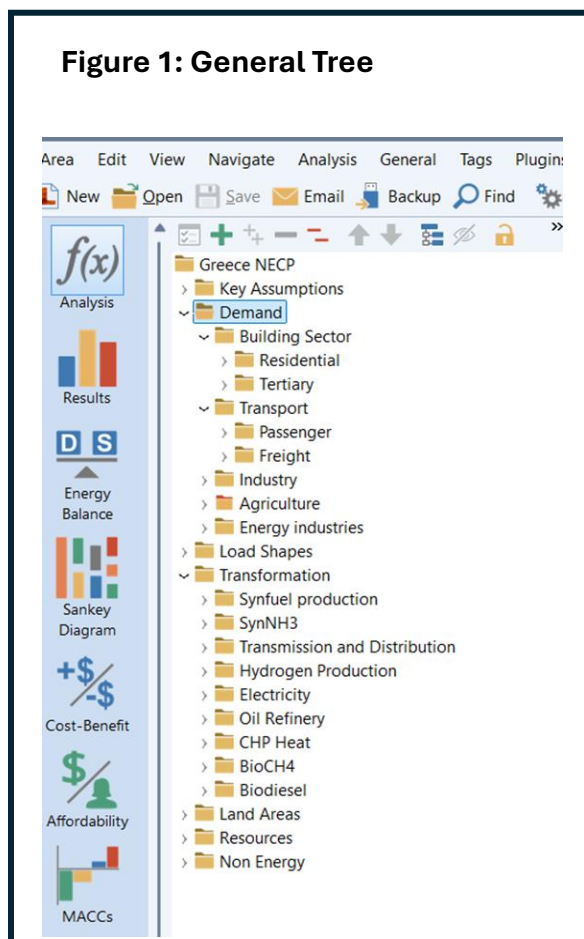 Figure 1: General Tree
Area Edit View Navigate Analysis General Tags Plugins
New Open Save Email Backup Find
f(x)
Analysis
Results
D S
Energy
Balance
Sankey
Diagram
+$
-$
Cost-Benefit
$
Affordability
MACCs
»
Greece NECP
Key Assumptions
Demand
Building Sector
Residential
Tertiary
Transport
Passenger
Freight
Industry
Agriculture
Energy industries
Load Shapes
Transformation
Synfuel production
SynNH3
Transmission and Distribution
Hydrogen Production
Electricity
Oil Refinery
CHP Heat
BioCH4
Biodiesel
Land Areas
Resources
Non Energy